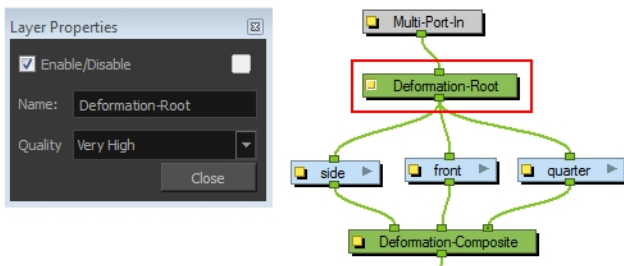 Layer Properties
Enable/Disable
Name: Deformation-Root
Quality Very High
Close
Multi-Port-In
Deformation-Root
side front quarter
Deformation-Composite